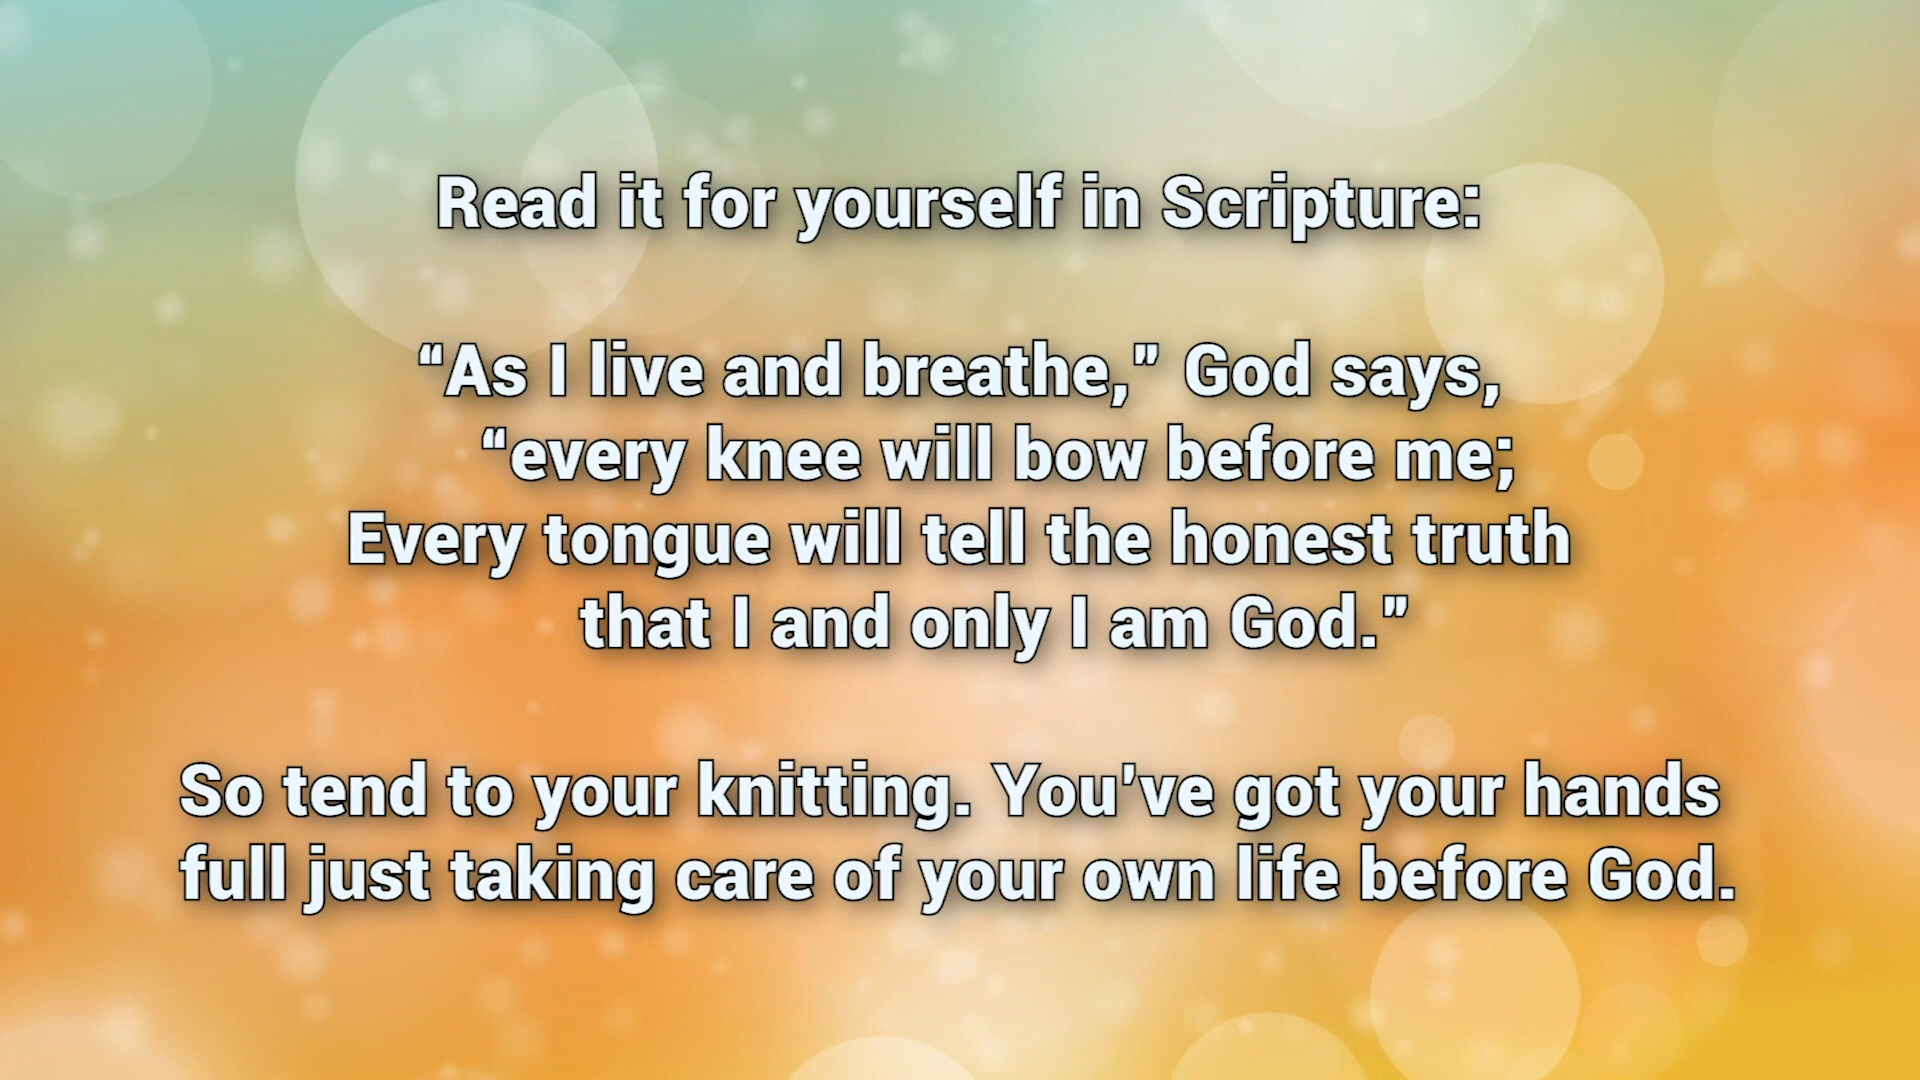 Read it for yourself in Scripture:
“As I live and breathe,” God says,
“every knee will bow before me;
Every tongue will tell the honest truth
that I and only I am God.”
So tend to your knitting. You’ve got your hands
full just taking care of your own life before God.